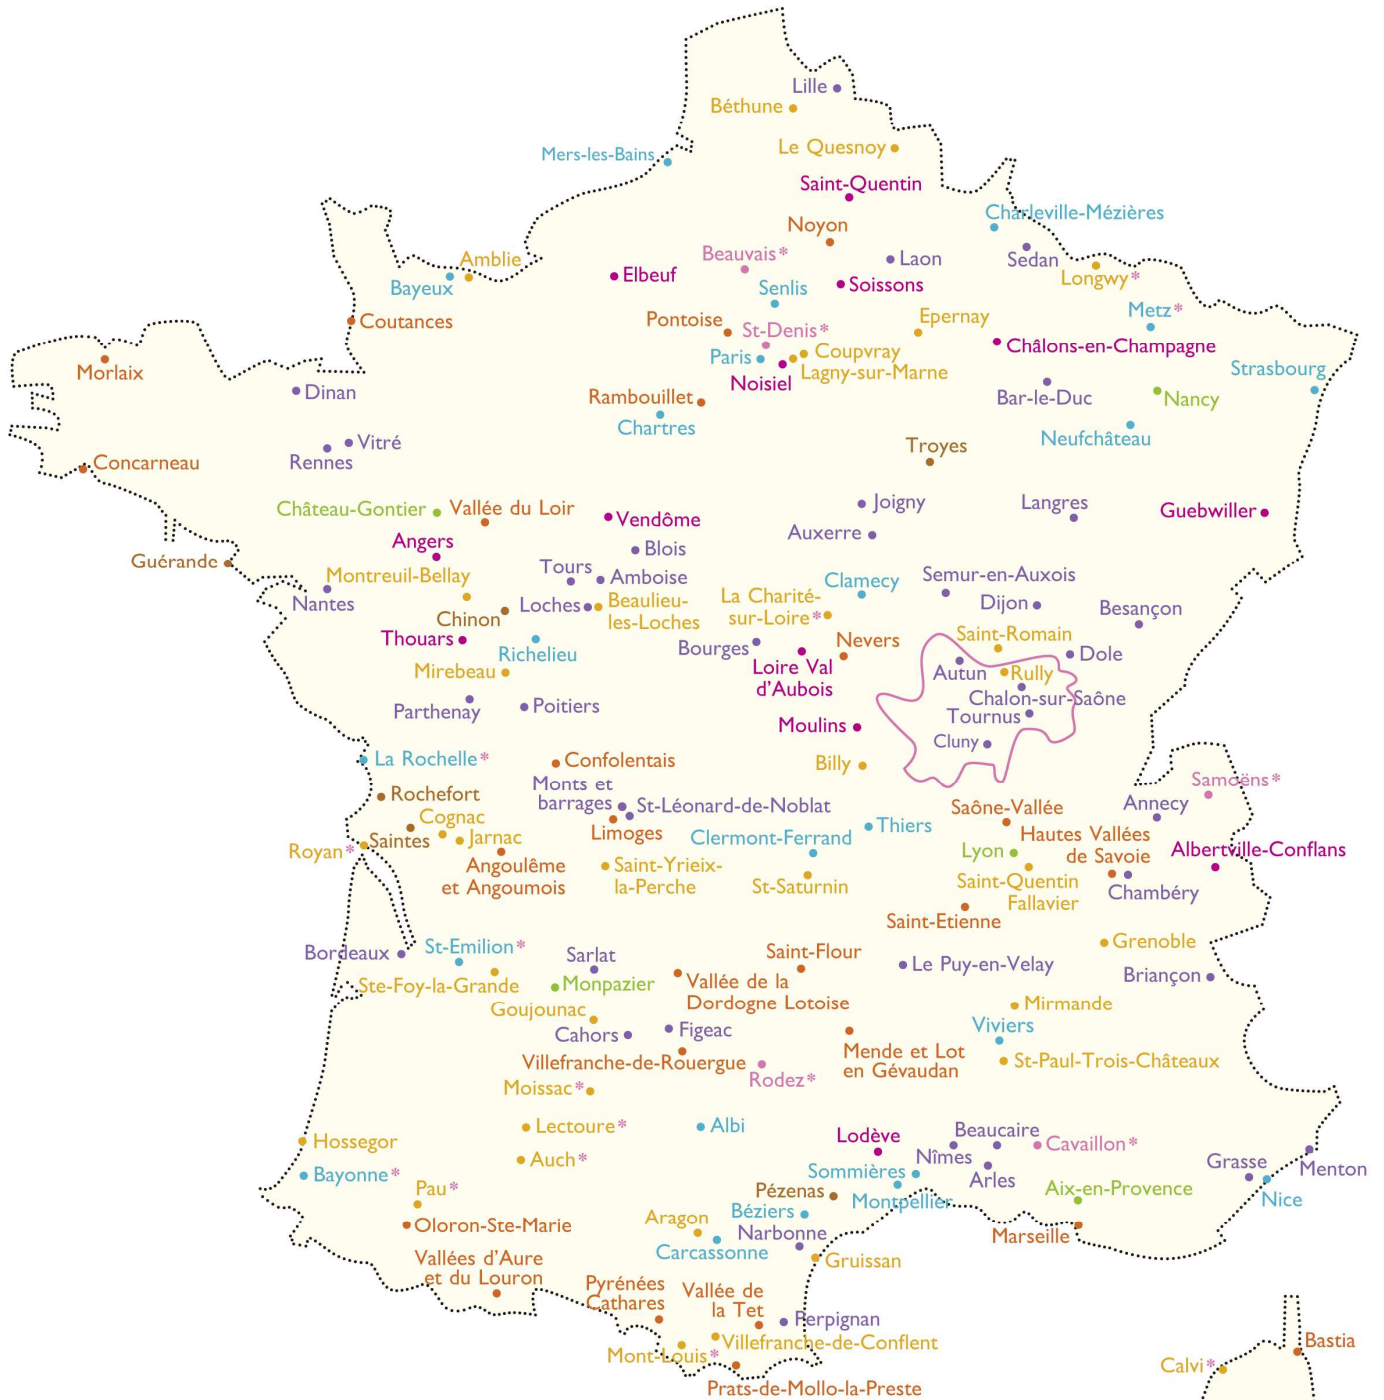 Lille
Béthune
Le Quesnoy
Mers-les-Bains
Saint-Quentin
Charleville-Mézières
Noyon
Beauvais*
Laon
Sedan
Amblie
Longwy*
Elbeuf
Soissons
Bayeux
Senlis
Metz*
Coutances
Pontoise
St-Denis*
Epernay
Châlons-en-Champagne
Paris
Coupvray
Morlaix
Noisiel
Lagny-sur-Marne
Strasbourg
Dinan
Rambouillet
Bar-le-Duc
Nancy
Chartres
Neufchâteau
Vitré
Troyes
Rennes
Concarneau
Château-Gontier
Vallée du Loir
Joigny
Langres
Guebwiller
Vendôme
Auxerre
Angers
Blois
Guérande
Tours
Montreuil-Bellay
Amboise
Clamecy
Semur-en-Auxois
Nantes
Loches
Beaulieu-
les-Loches
La Charité-
sur-Loire*
Dijon
Besançon
Chinon
Thouars
Richelieu
Bourges
Nevers
Saint-Romain
Dole
Mirebeau
Loire Val
d'Aubois
Autun
Rully
Parthenay
Poitiers
Chalon-sur-Saône
Tournus
Moulins
Cluny
La Rochelle*
Confolentais
Billy
Samoëns*
Monts et
barrages
Rochefort
St-Léonard-de-Noblat
Saône-Vallée
Annecy
Cognac
Limoges
Clermont-Ferrand
Thiers
Hautes Vallées
de Savoie
Saintes
Jarnac
Royan*
Lyon
Albertville-Conflans
Angoulême
et Angoumois
Saint-Yrieix-
la-Perche
St-Saturnin
Saint-Quentin
Fallavier
Chambéry
Saint-Etienne
Bordeaux
St-Emilion*
Sarlat
Saint-Flour
Le Puy-en-Velay
Grenoble
Ste-Foy-la-Grande
Monpazier
Vallée de la
Dordogne Lotoise
Briançon
Goujounac
Mirmande
Cahors
Figeac
Viviers
Villefranche-de-Rouergue
Mende et Lot
en Gévaudan
St-Paul-Trois-Châteaux
Moissac*
Rodez*
Lectoure*
Albi
Lodève
Beaucaire
Cavaillon*
Hossegor
Auch*
Nîmes
Grasse
Menton
Bayonne*
Sommières
Arles
Pau*
Pézenas
Montpellier
Aix-en-Provence
Nice
Oloron-Ste-Marie
Aragon
Béziers
Carcassonne
Narbonne
Marseille
Vallées d'Aure
et du Louron
Gruissan
Pyrénées
Cathares
Vallée de
la Tet
Perpignan
Villefranche-de-Conflent
Mont-Louis*
Bastia
Calvi*
Prats-de-Mollo-la-Preste